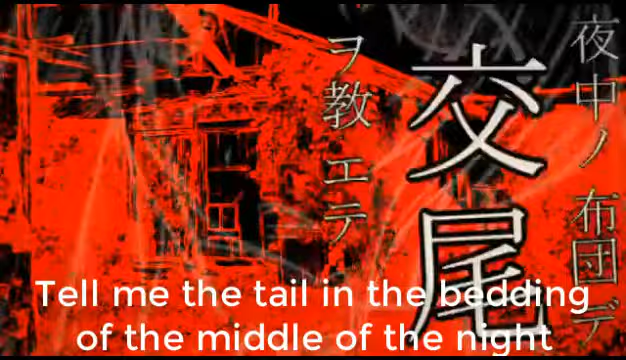 夜中ノ布団デ
交尾
ヲ教エテ
Tell me the tail in the bedding
of the middle of the night